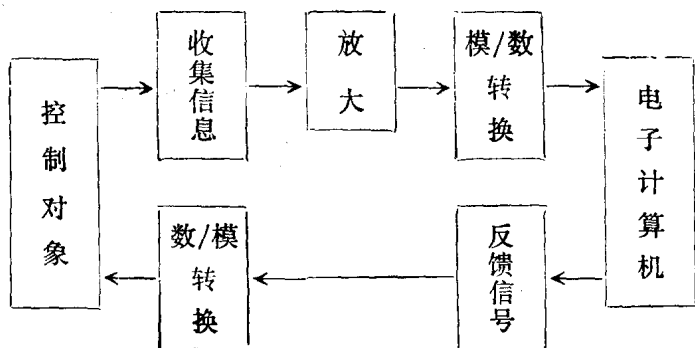 控制对象
收集信息
放大
模/数
转换
电子计算机
反馈信号
数/模
转换